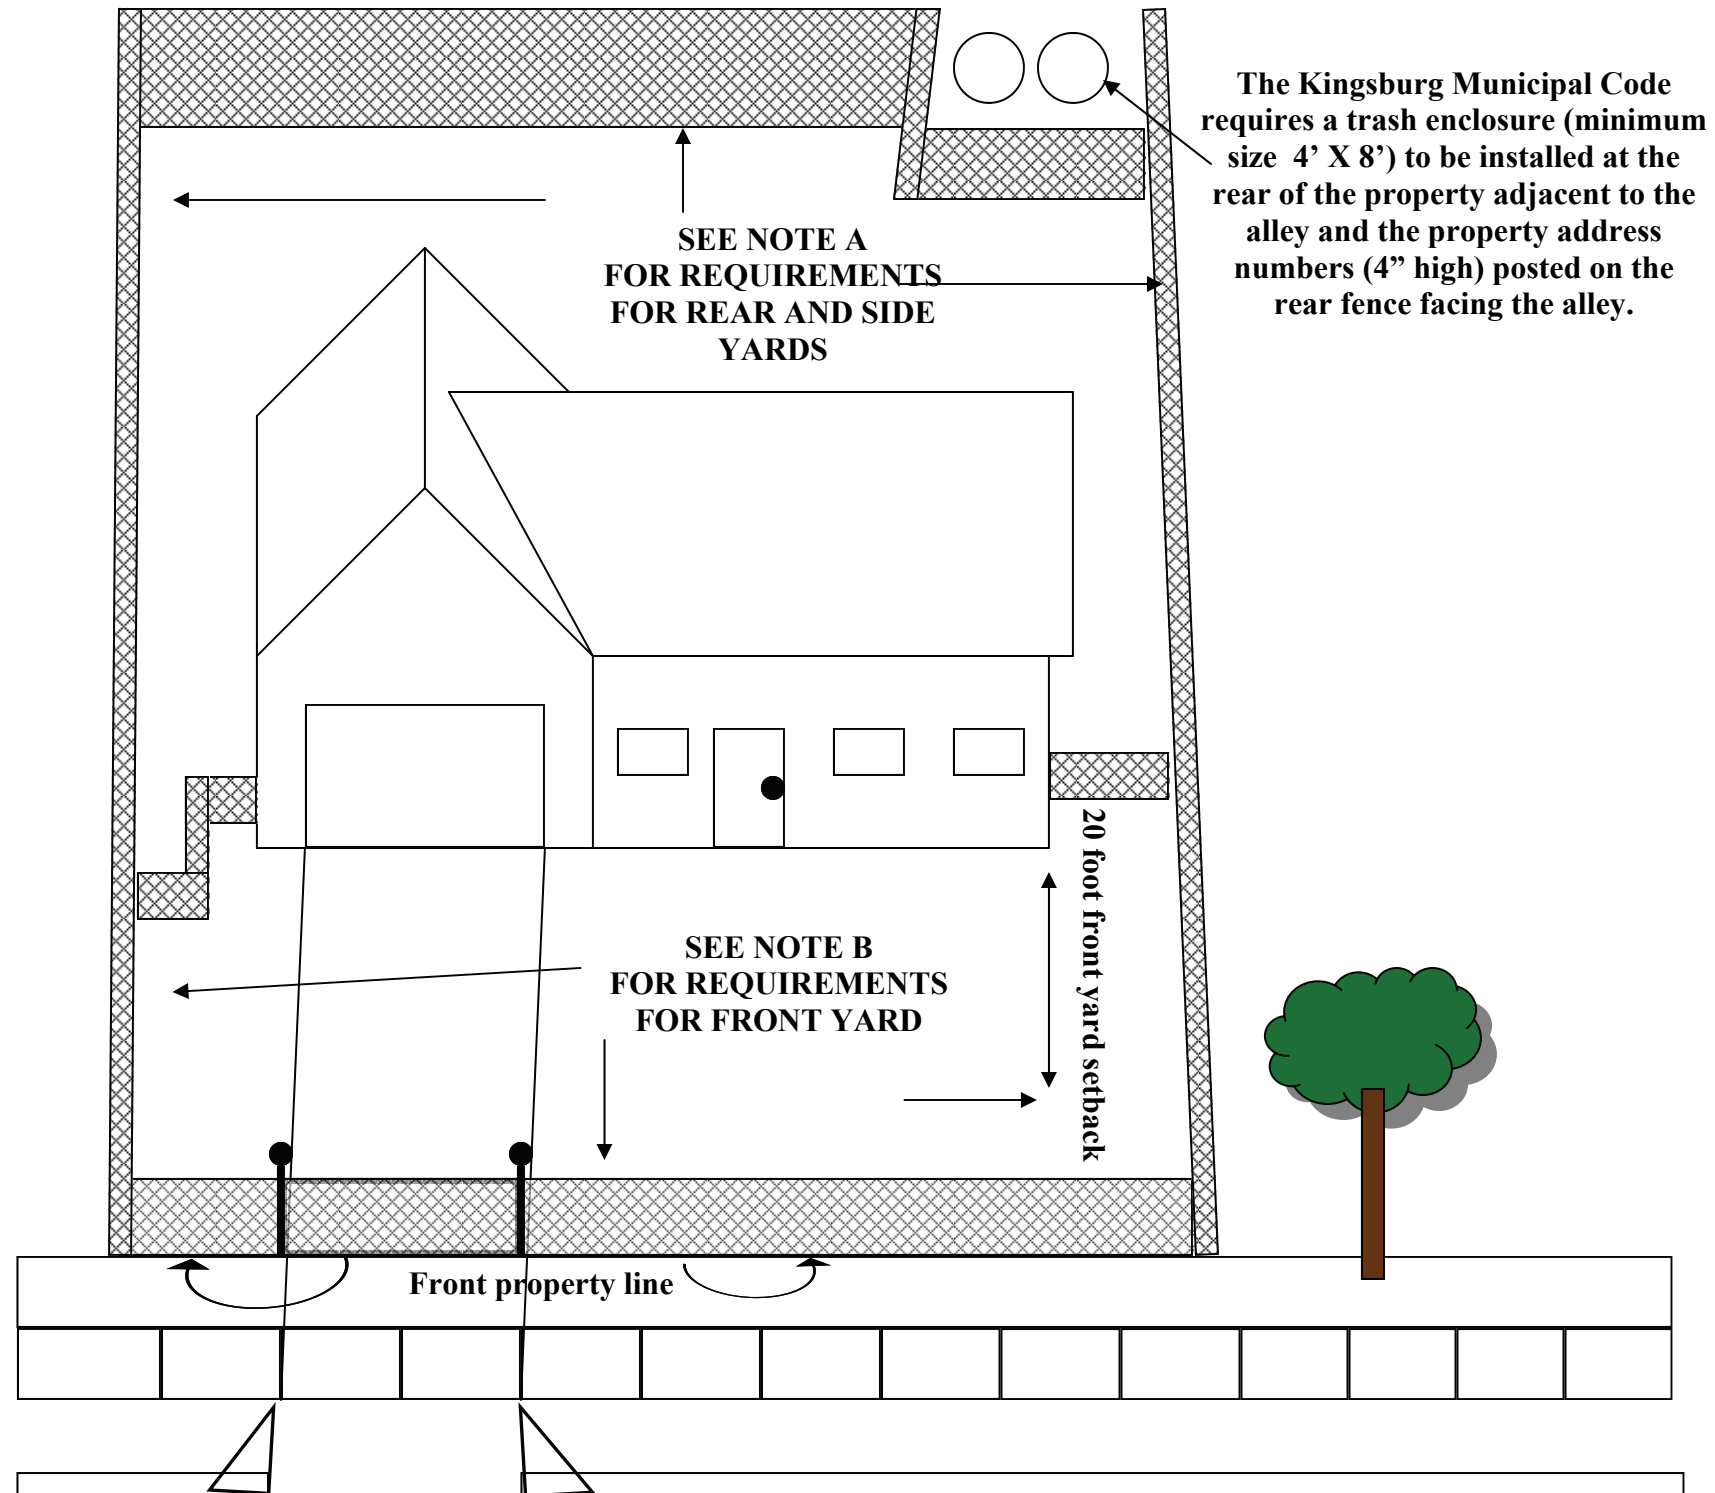 The Kingsburg Municipal Code
requires a trash enclosure (minimum
size 4’ X 8’) to be installed at the
rear of the property adjacent to the
alley and the property address
numbers (4” high) posted on the
rear fence facing the alley.
SEE NOTE A
FOR REQUIREMENTS
FOR REAR AND SIDE
YARDS
20 foot front yard setback
SEE NOTE B
FOR REQUIREMENTS
FOR FRONT YARD
Front property line